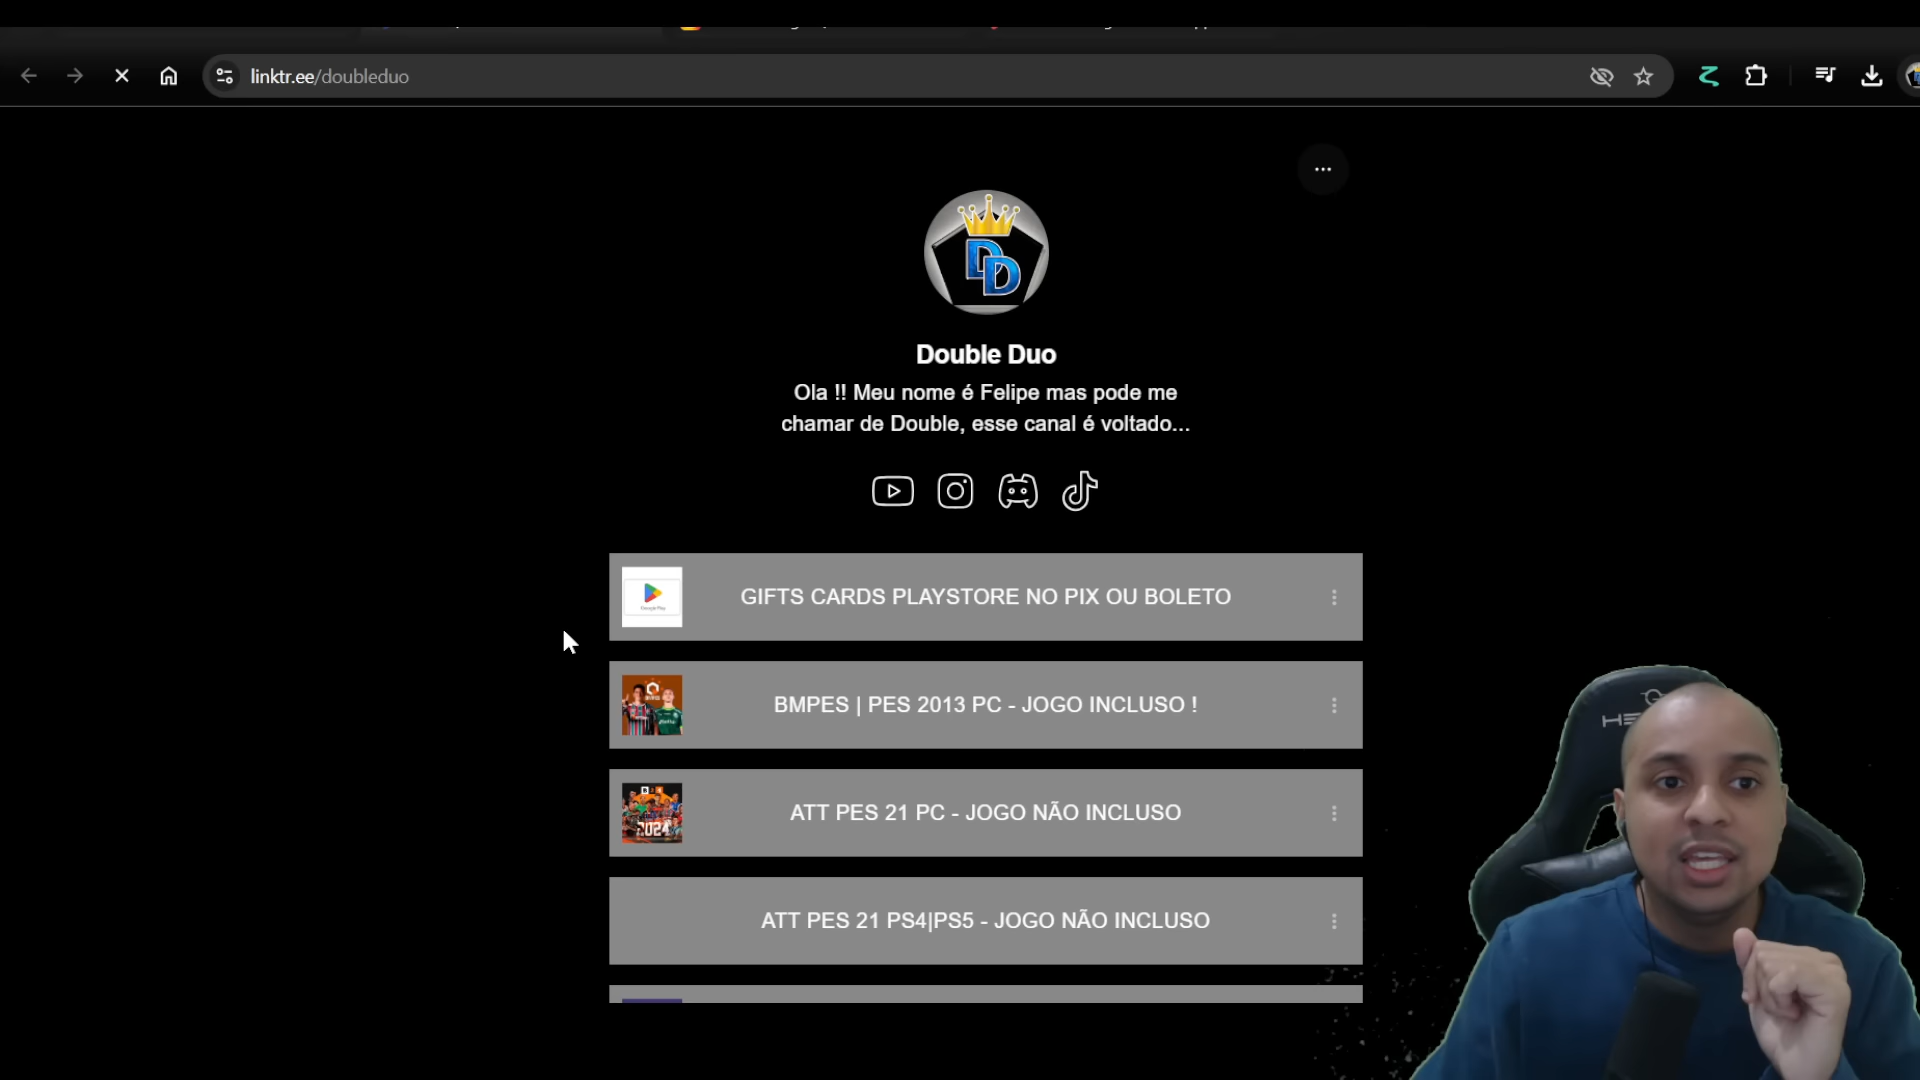 linktr.ee/doubleduo
DD
Double Duo
Ola !! Meu nome é Felipe mas pode me
chamar de Double, esse canal é voltado...
GIFTS CARDS PLAYSTORE NO PIX OU BOLETO
Google Play
BMPES | PES 2013 PC - JOGO INCLUSO !
ATT PES 21 PC - JOGO NÃO INCLUSO
2024
ATT PES 21 PS4|PS5 - JOGO NÃO INCLUSO